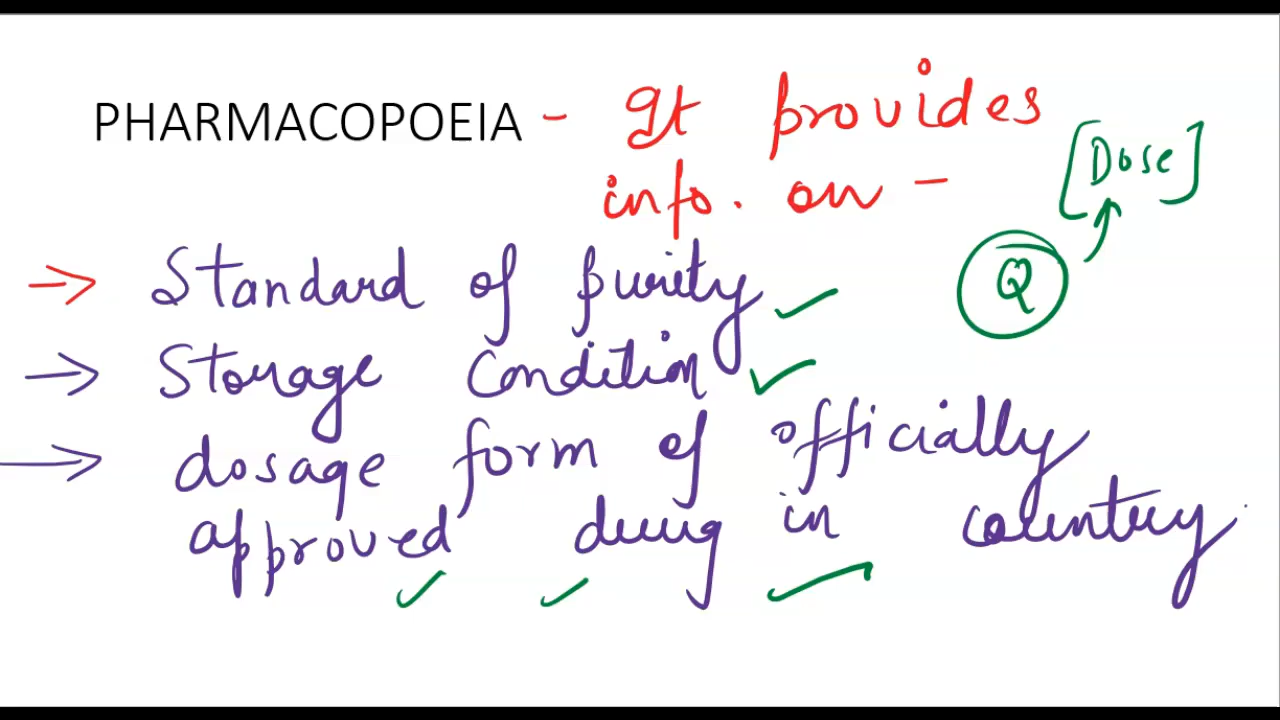 PHARMACOPOEIA - It provides
info. on -
[Dose]
Q
→ Standard of purity ✓
→ Storage Condition ✓
→ dosage form of officially
approved drug in country
✓ ✓ ✓